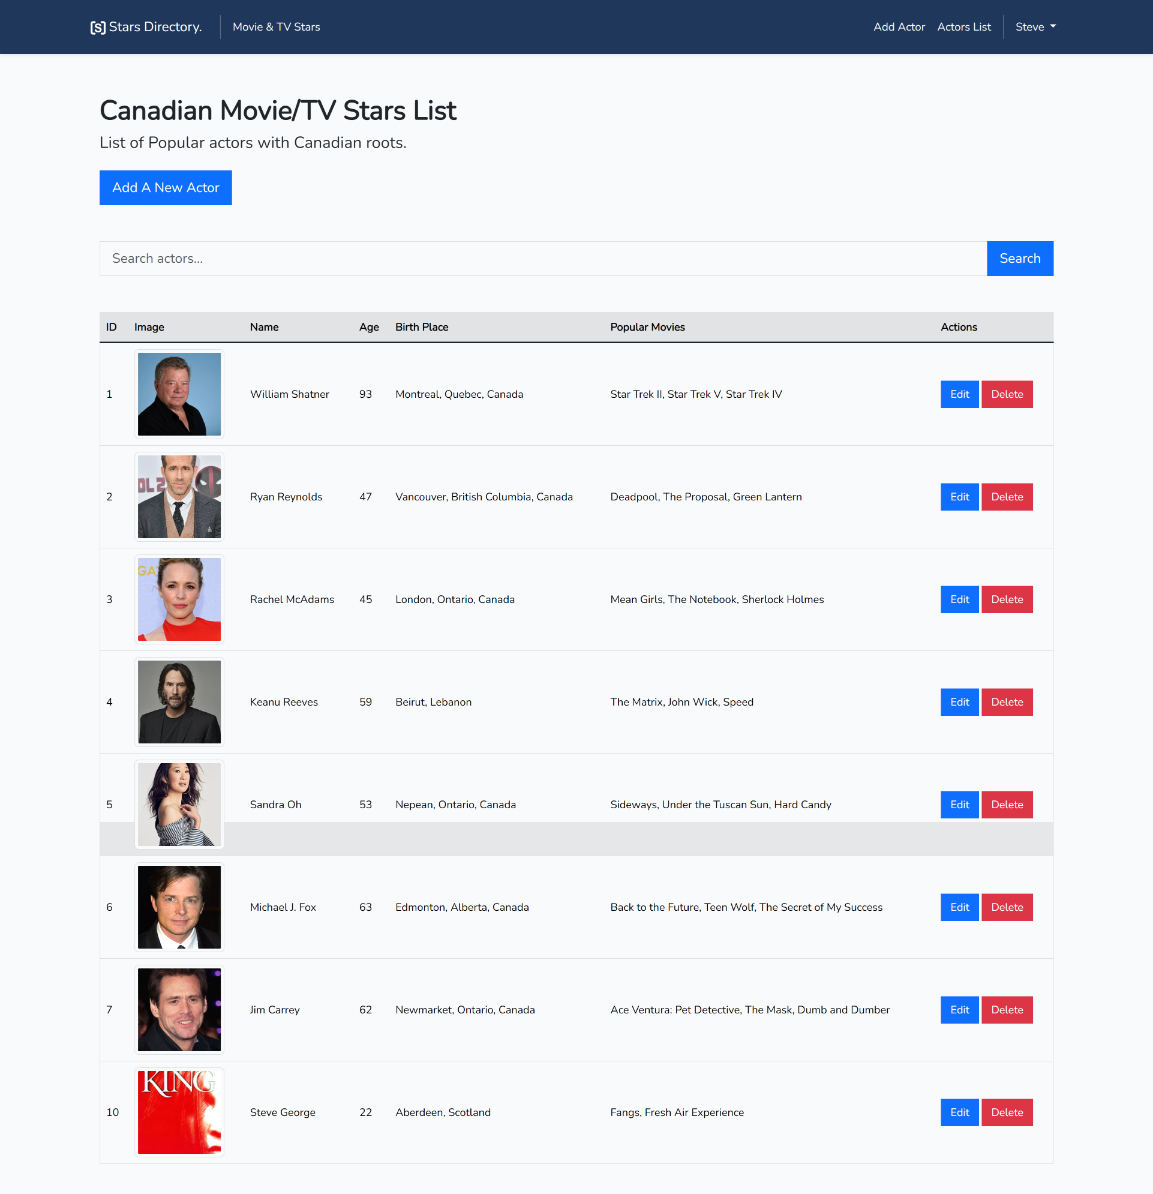 [S] Stars Directory. Movie & TV Stars Add Actor Actors List Steve
Canadian Movie/TV Stars List
List of Popular actors with Canadian roots.
Add A New Actor
Search actors... Search
ID Image Name Age Birth Place Popular Movies Actions
1 William Shatner 93 Montreal, Quebec, Canada Star Trek II, Star Trek V, Star Trek IV Edit Delete
OL 2
2 Ryan Reynolds 47 Vancouver, British Columbia, Canada Deadpool, The Proposal, Green Lantern Edit Delete
GA
3 Rachel McAdams 45 London, Ontario, Canada Mean Girls, The Notebook, Sherlock Holmes Edit Delete
4 Keanu Reeves 59 Beirut, Lebanon The Matrix, John Wick, Speed Edit Delete
5 Sandra Oh 53 Nepean, Ontario, Canada Sideways, Under the Tuscan Sun, Hard Candy Edit Delete
6 Michael J. Fox 63 Edmonton, Alberta, Canada Back to the Future, Teen Wolf, The Secret of My Success Edit Delete
7 Jim Carrey 62 Newmarket, Ontario, Canada Ace Ventura: Pet Detective, The Mask, Dumb and Dumber Edit Delete
KING
10 Steve George 22 Aberdeen, Scotland Fangs, Fresh Air Experience Edit Delete